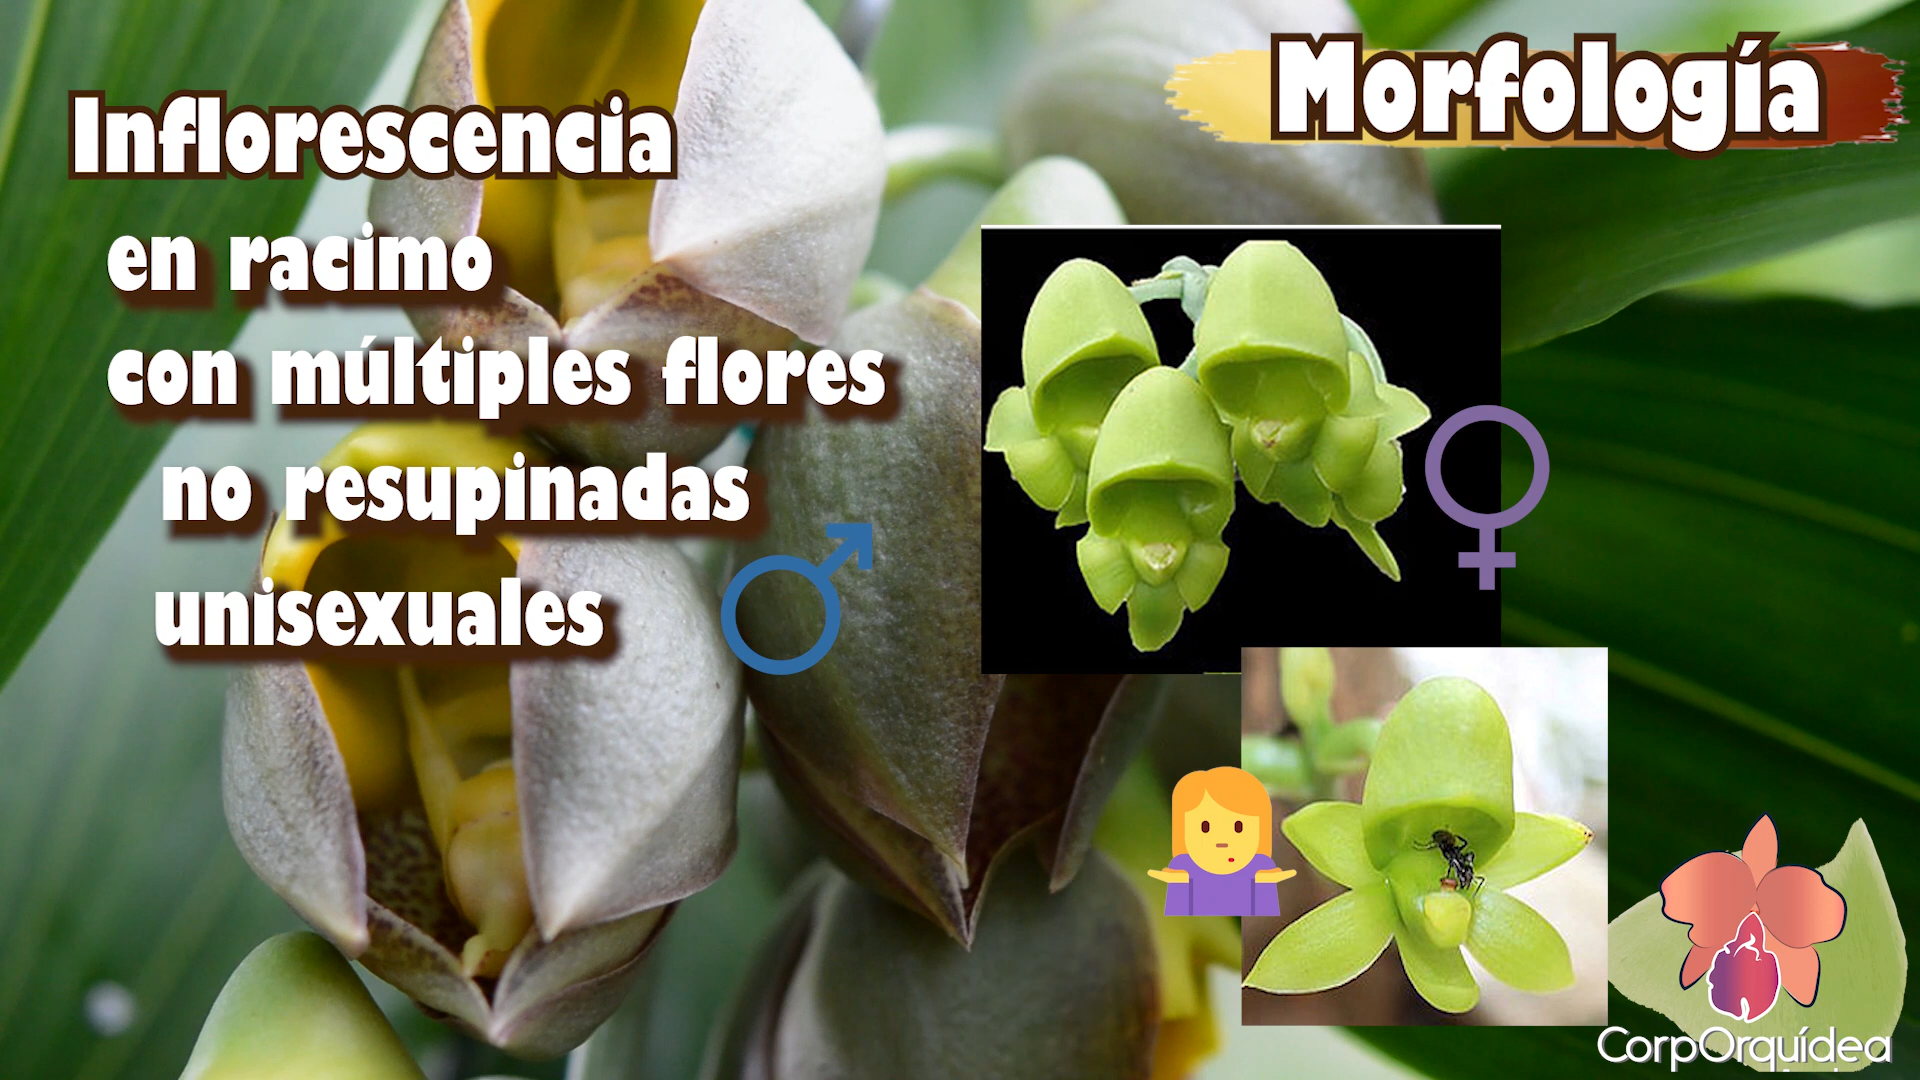 Morfología
Inflorescencia
en racimo
con múltiples flores
no resupinadas
unisexuales
CorpOrquídea